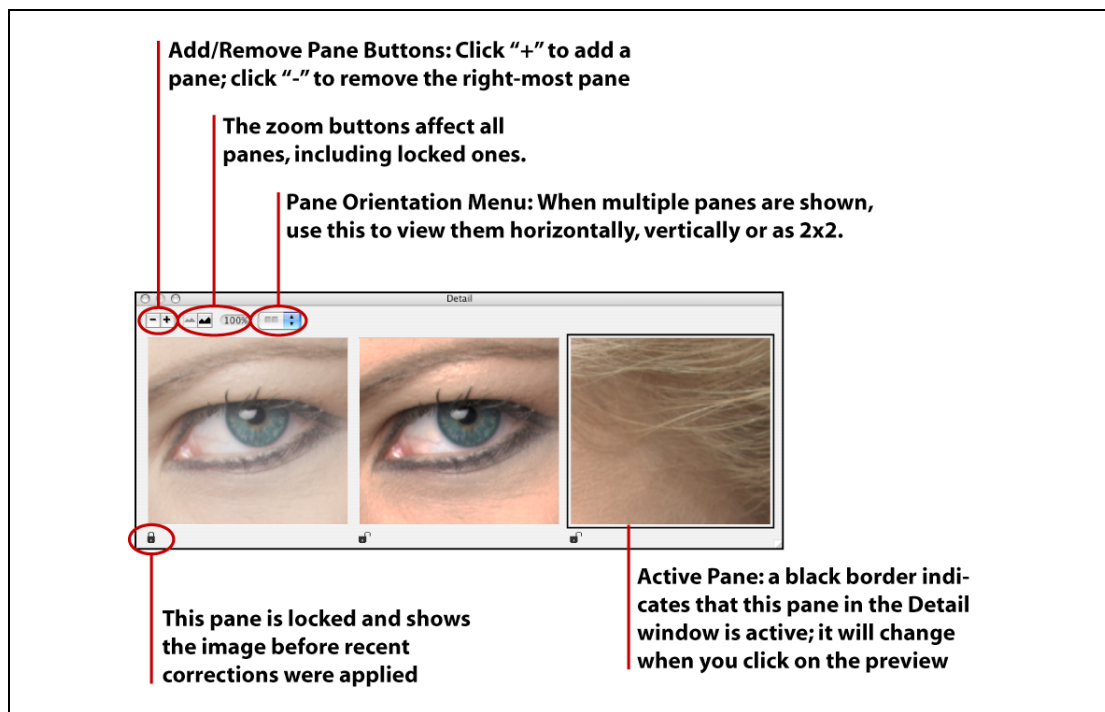 Add/Remove Pane Buttons: Click “+” to add a
pane; click “-” to remove the right-most pane
The zoom buttons affect all
panes, including locked ones.
Pane Orientation Menu: When multiple panes are shown,
use this to view them horizontally, vertically or as 2x2.
Detail
- + 100%
This pane is locked and shows
the image before recent
corrections were applied
Active Pane: a black border indi-
cates that this pane in the Detail
window is active; it will change
when you click on the preview